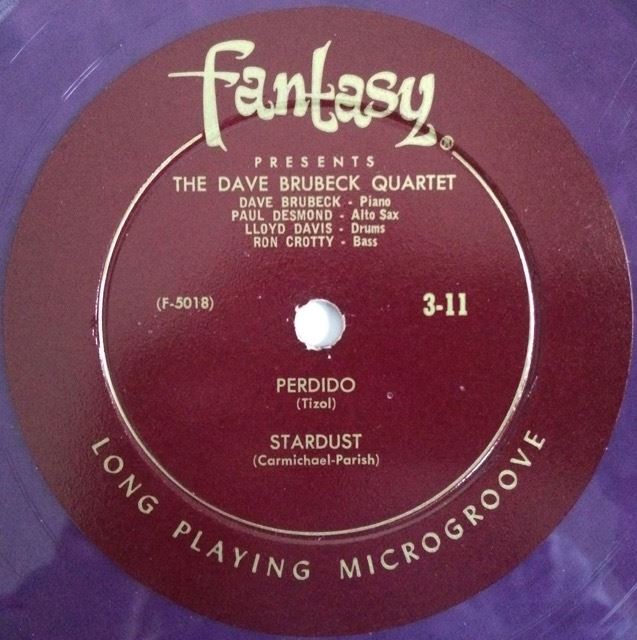 fantasy®
PRESENTS
THE DAVE BRUBECK QUARTET
DAVE BRUBECK - Piano
PAUL DESMOND - Alto Sax
LLOYD DAVIS - Drums
RON CROTTY - Bass
(F-5018)
3-11
PERDIDO
(Tizol)
STARDUST
(Carmichael-Parish)
LONG PLAYING MICROGROOVE